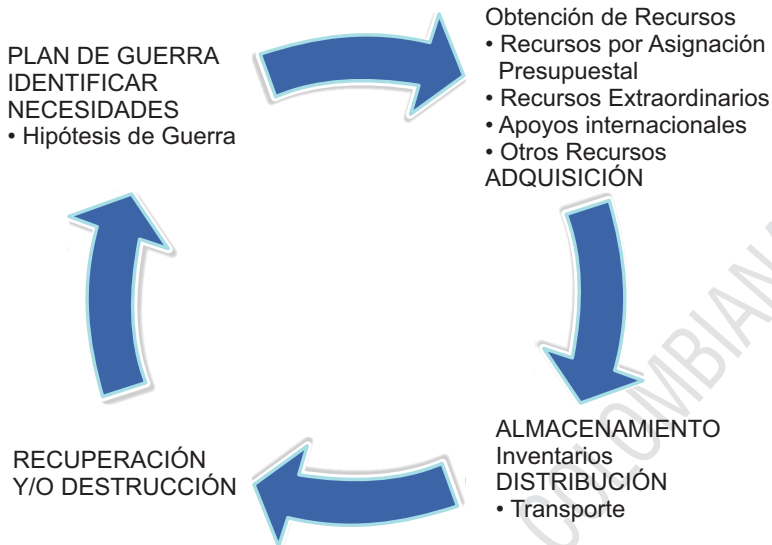 PLAN DE GUERRA
IDENTIFICAR
NECESIDADES
• Hipótesis de Guerra
Obtención de Recursos
• Recursos por Asignación
Presupuestal
• Recursos Extraordinarios
• Apoyos internacionales
• Otros Recursos
ADQUISICIÓN
ALMACENAMIENTO
Inventarios
DISTRIBUCIÓN
• Transporte
RECUPERACIÓN
Y/O DESTRUCCIÓN